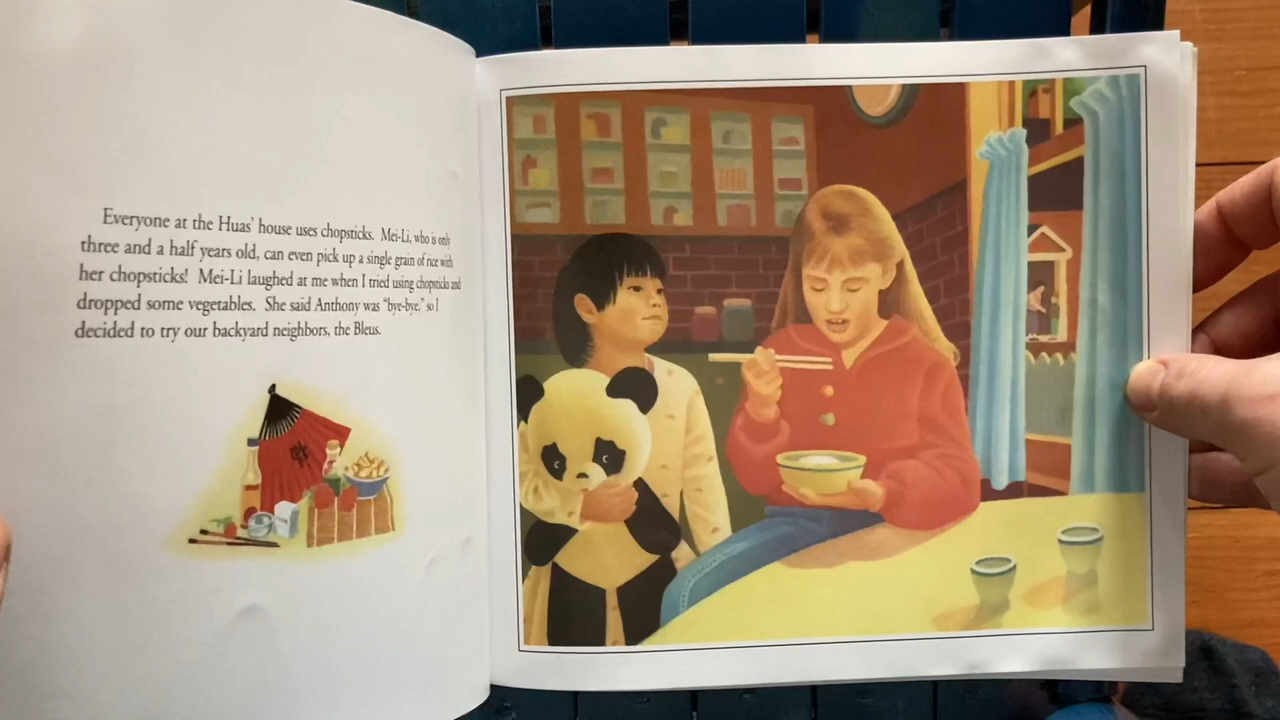 Everyone at the Huas' house uses chopsticks. Mei-Li, who is only
three and a half years old, can even pick up a single grain of rice with
her chopsticks! Mei-Li laughed at me when I tried using chopsticks and
dropped some vegetables. She said Anthony was "bye-bye," so I
decided to try our backyard neighbors, the Bleus.